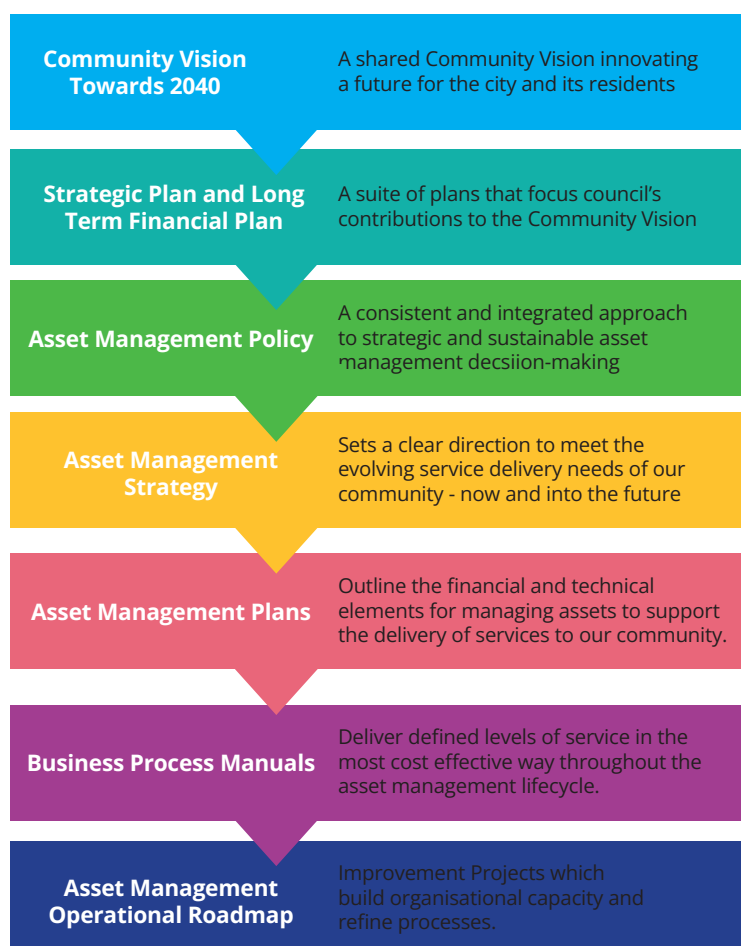 Community Vision
Towards 2040
A shared Community Vision innovating
a future for the city and its residents
Strategic Plan and Long
Term Financial Plan
A suite of plans that focus council’s
contributions to the Community Vision
Asset Management Policy
A consistent and integrated approach
to strategic and sustainable asset
management decsiion-making
Asset Management
Strategy
Sets a clear direction to meet the
evolving service delivery needs of our
community - now and into the future
Asset Management Plans
Outline the financial and technical
elements for managing assets to support
the delivery of services to our community.
Business Process Manuals
Deliver defined levels of service in the
most cost effective way throughout the
asset management lifecycle.
Asset Management
Operational Roadmap
Improvement Projects which
build organisational capacity and
refine processes.